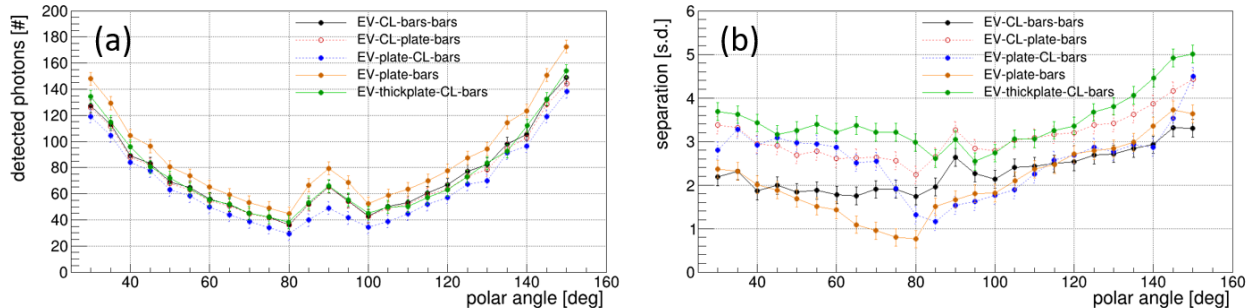 detected photons [#]
200
180
160
140
120
100
80
60
40
20
0
(a)
EV-CL-bars-bars
EV-CL-plate-bars
EV-plate-CL-bars
EV-plate-bars
EV-thickplate-CL-bars
40 60 80 100 120 140 160
polar angle [deg]
separation [s.d.]
6
5
4
3
2
1
0
(b)
EV-CL-bars-bars
EV-CL-plate-bars
EV-plate-CL-bars
EV-plate-bars
EV-thickplate-CL-bars
40 60 80 100 120 140 160
polar angle [deg]